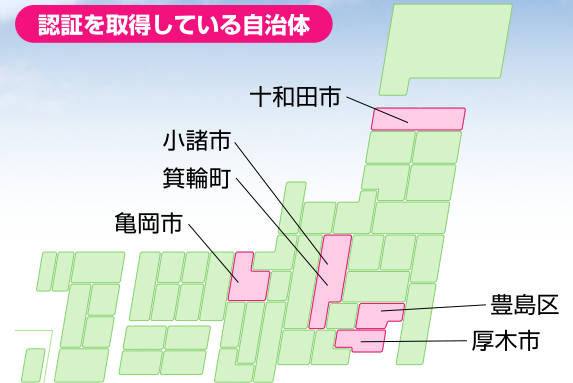 認証を取得している自治体
十和田市
小諸市
箕輪町
亀岡市
豊島区
厚木市